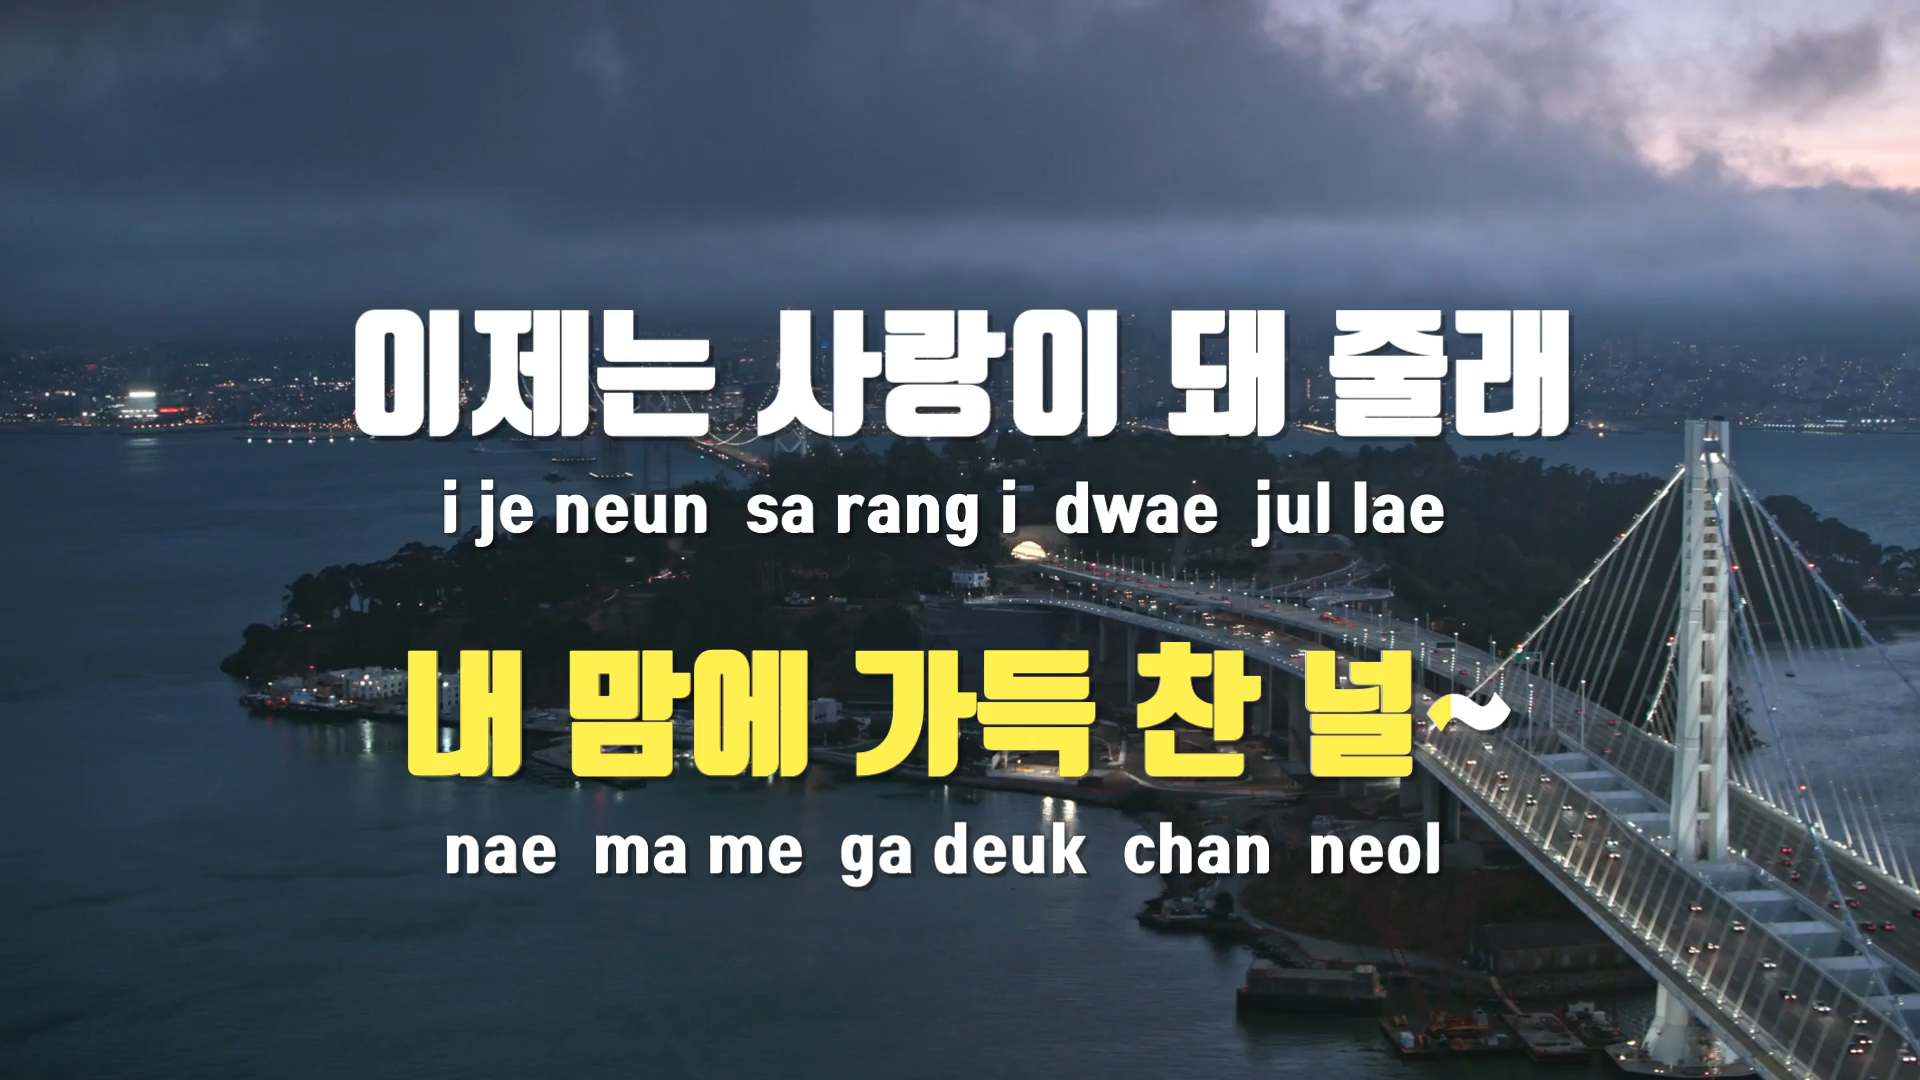 이제는 사랑이 돼 줄래
i je neun sa rang i dwae jul lae
내 맘에 가득 찬 널~
nae ma me ga deuk chan neol